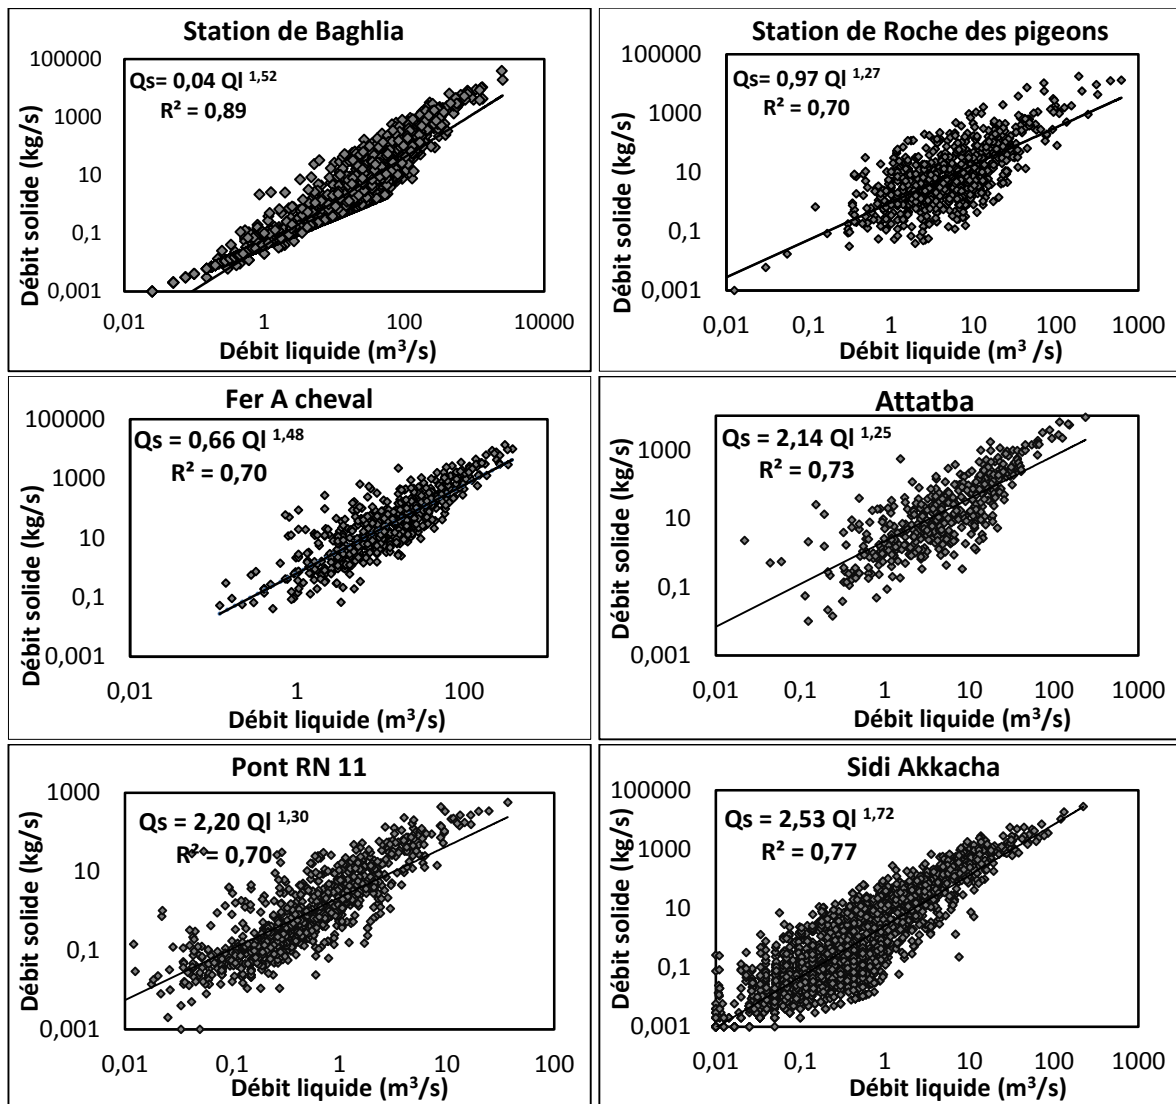 Station de Baghlia
Qs= 0,04 Ql 1,52
R² = 0,89
Débit solide (kg/s)
100000
1000
10
0,1
0,001
0,01
1
100
10000
Débit liquide (m³/s)
Station de Roche des pigeons
Qs= 0,97 Ql 1,27
R² = 0,70
Débit solide (kg/s)
100000
1000
10
0,1
0,001
0,01
0,1
1
10
100
1000
Débit liquide (m³ /s)
Fer A cheval
Qs = 0,66 Ql 1,48
R² = 0,70
Débit solide (kg/s)
100000
1000
10
0,1
0,001
0,01
1
100
Débit liquide (m³/s)
Attatba
Qs = 2,14 Ql 1,25
R² = 0,73
Débit solide (kg/s)
1000
10
0,1
0,001
0,01
0,1
1
10
100
1000
Débit liquide (m³/s)
Pont RN 11
Qs = 2,20 Ql 1,30
R² = 0,70
Débit solide (kg/s)
1000
10
0,1
0,001
0,01
0,1
1
10
100
Débit liquide (m³/s)
Sidi Akkacha
Qs = 2,53 Ql 1,72
R² = 0,77
Débit solide (kg/s)
100000
1000
10
0,1
0,001
0,01
0,1
1
10
100
1000
Débit liquide (m³/s)